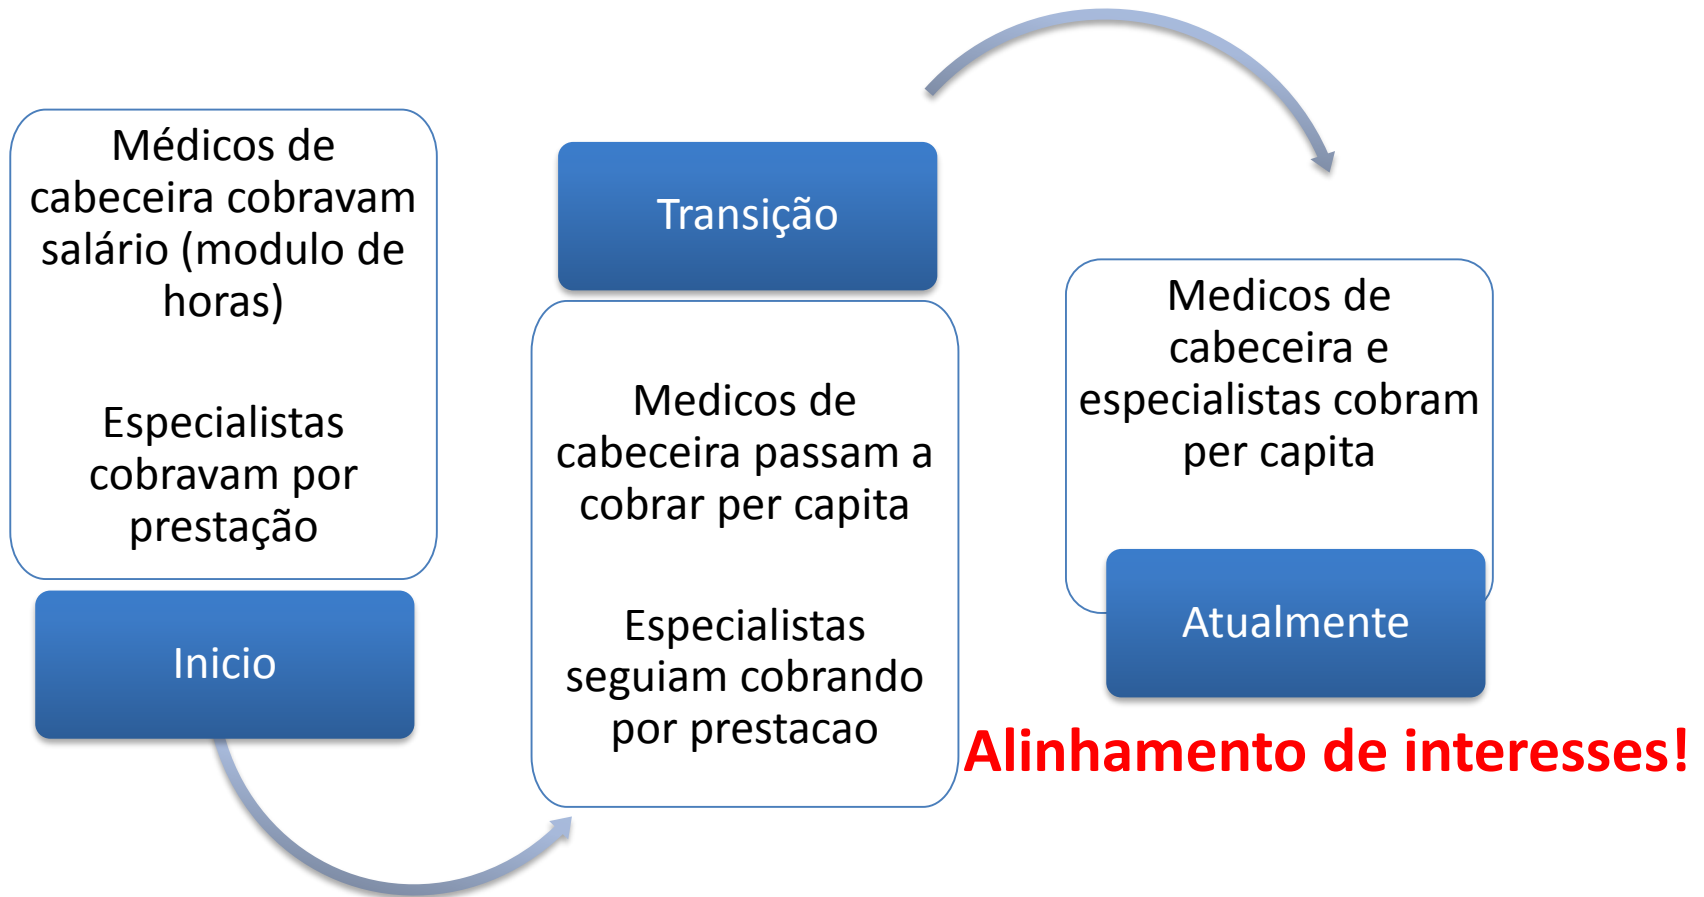 Médicos de
cabeceira cobravam
salário (modulo de
horas)
Especialistas
cobravam por
prestação
Inicio
Transição
Medicos de
cabeceira passam a
cobrar per capita
Especialistas
seguiam cobrando
por prestacao
Medicos de
cabeceira e
especialistas cobram
per capita
Atualmente
Alinhamento de interesses!